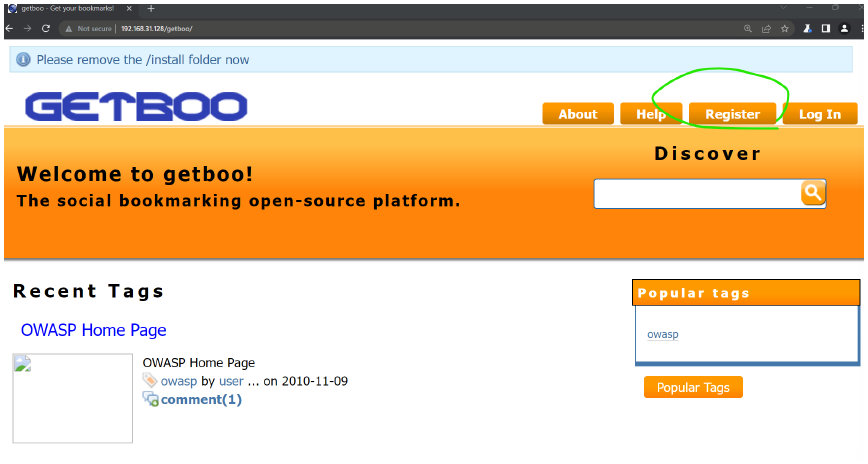 getboo - Get your bookmarks!
Not secure 192.168.31.128/getboo/
Please remove the /install folder now
GETBOO
About Help Register Log In
Discover
Welcome to getboo!
The social bookmarking open-source platform.
Recent Tags
Popular tags
OWASP Home Page
owasp
OWASP Home Page
owasp by user ... on 2010-11-09
Popular Tags
comment(1)